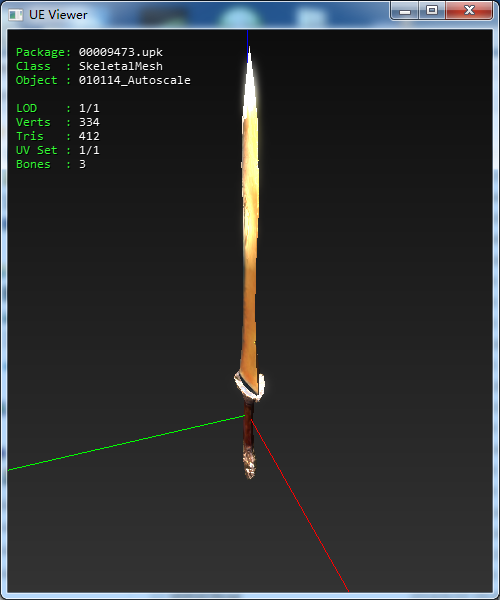 UE Viewer
Package: 00009473.upk
Class : SkeletalMesh
Object : 010114_Autoscale
LOD : 1/1
Verts : 334
Tris : 412
UV Set : 1/1
Bones : 3